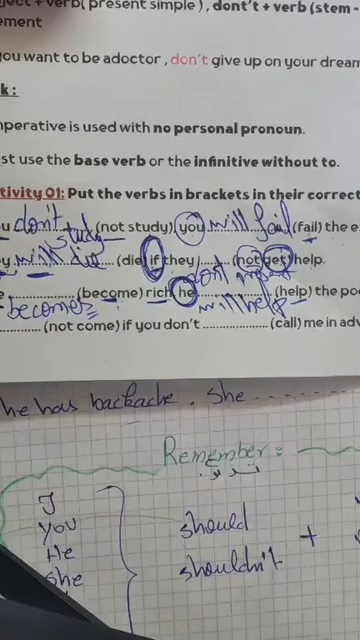 ject + verb( present simple) , dont't + verb (stem -
ement
you want to be adoctor , don't give up on your dream
k :
mperative is used with no personal pronoun.
st use the base verb or the infinitive without to.
tivity 01: Put the verbs in brackets in their correct
u don't study (not study) you will fail (fail) the e
y will die (die) if they don't (not get) help.
e becomes (become) rich he will help (help) the po
(not come) if you don't (call) me in adv
he has backache . She
Remember :
I
You
He
She
should
shouldn't
+